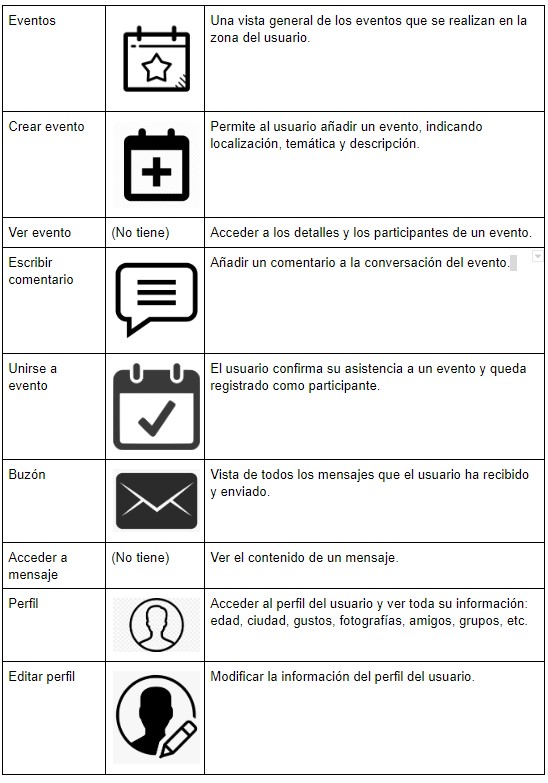 Eventos
Una vista general de los eventos que se realizan en la
zona del usuario.
Crear evento
Permite al usuario añadir un evento, indicando
localización, temática y descripción.
Ver evento
(No tiene)
Acceder a los detalles y los participantes de un evento.
Escribir
comentario
Añadir un comentario a la conversación del evento.
Unirse a
evento
El usuario confirma su asistencia a un evento y queda
registrado como participante.
Buzón
Vista de todos los mensajes que el usuario ha recibido
y enviado.
Acceder a
mensaje
(No tiene)
Ver el contenido de un mensaje.
Perfil
Acceder al perfil del usuario y ver toda su información:
edad, ciudad, gustos, fotografías, amigos, grupos, etc.
Editar perfil
Modificar la información del perfil del usuario.